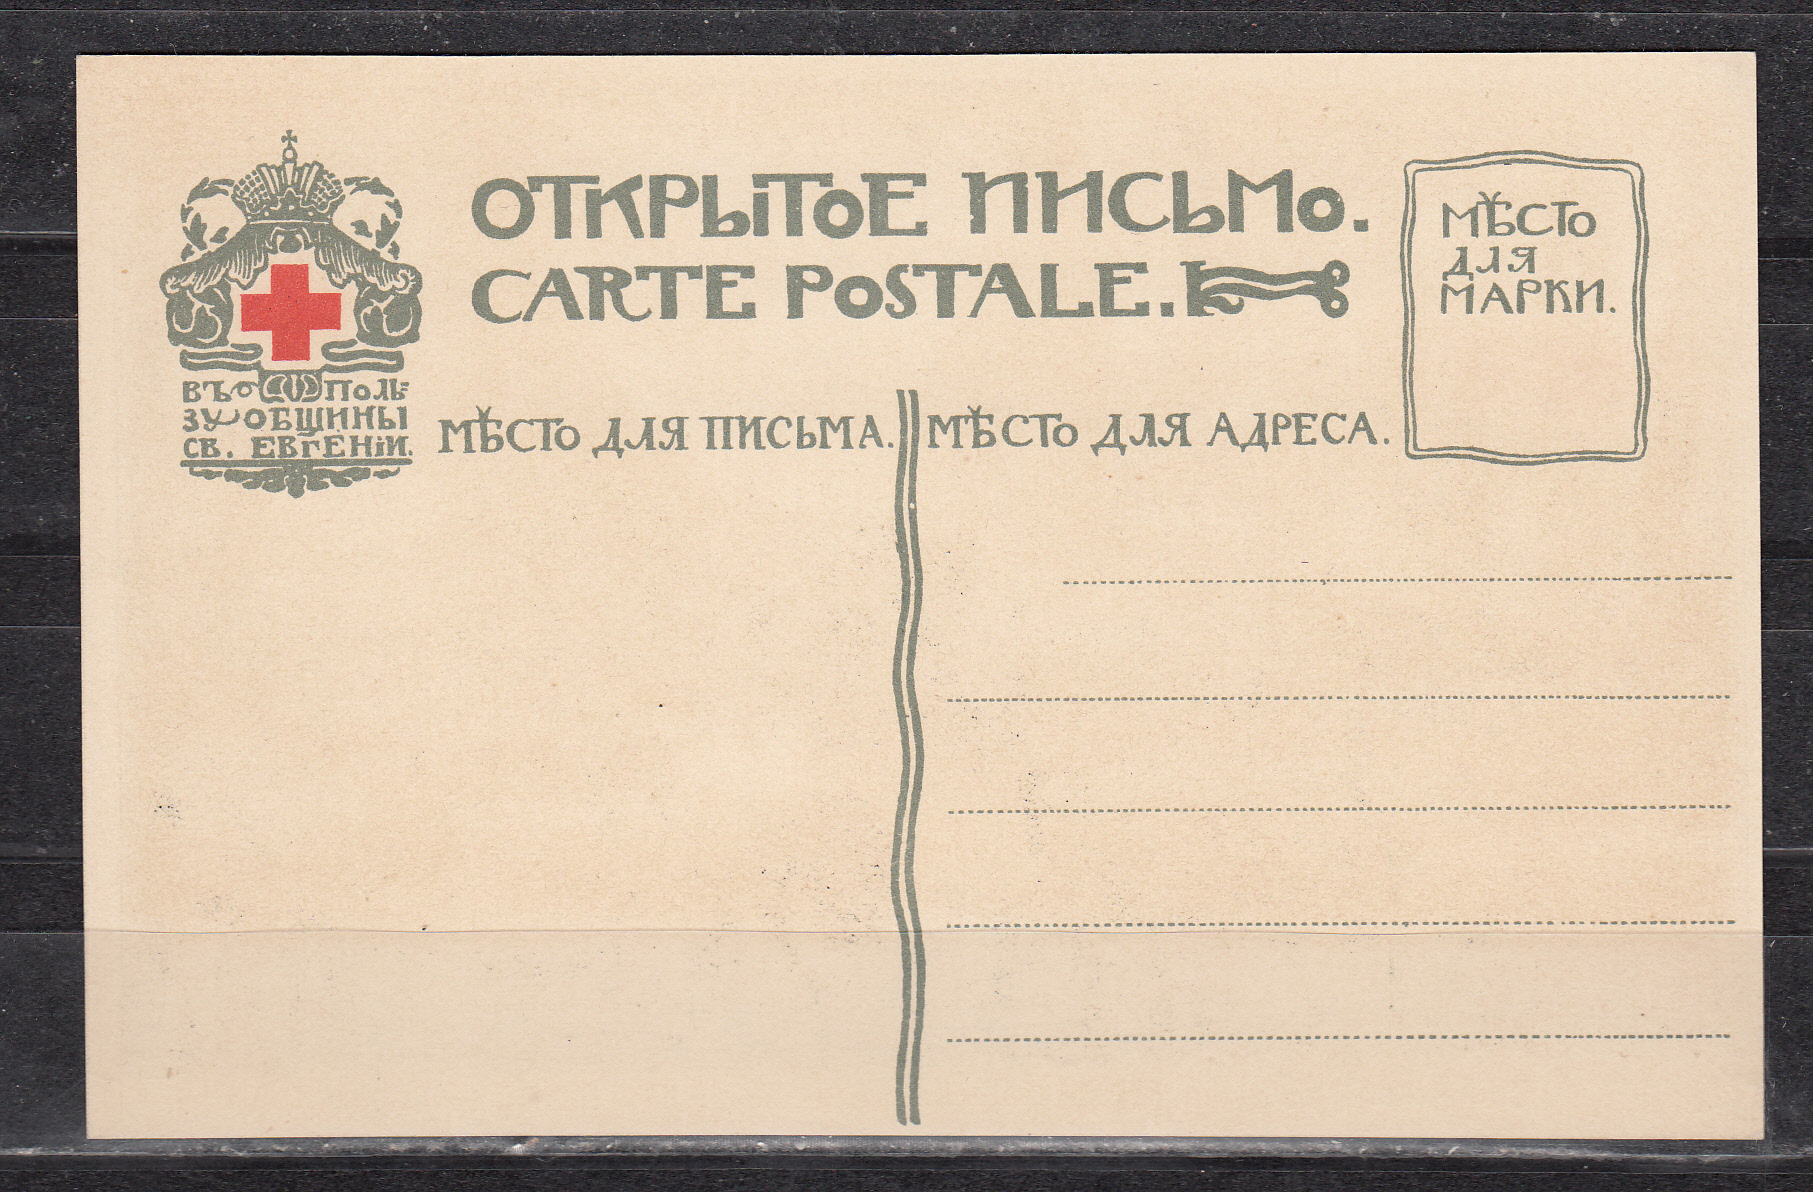 ОТКРЫТОЕ ПИСЬМО.
CARTE POSTALE.
МѢСТО
ДЛЯ
МАРКИ.
ВЪ ПОЛЬ=
ЗУ ОБЩИНЫ
СВ. ЕВГЕНІИ.
МѢСТО ДЛЯ ПИСЬМА.
МѢСТО ДЛЯ АДРЕСА.